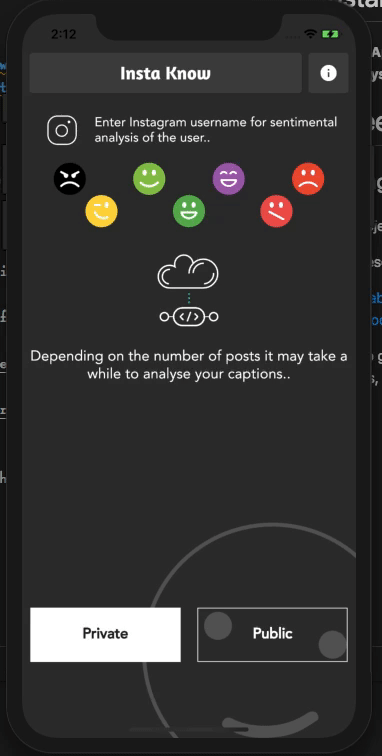 2:12
Insta Know
Enter Instagram username for sentimental
analysis of the user..
</>
Depending on the number of posts it may take a
while to analyse your captions..
Private
Public